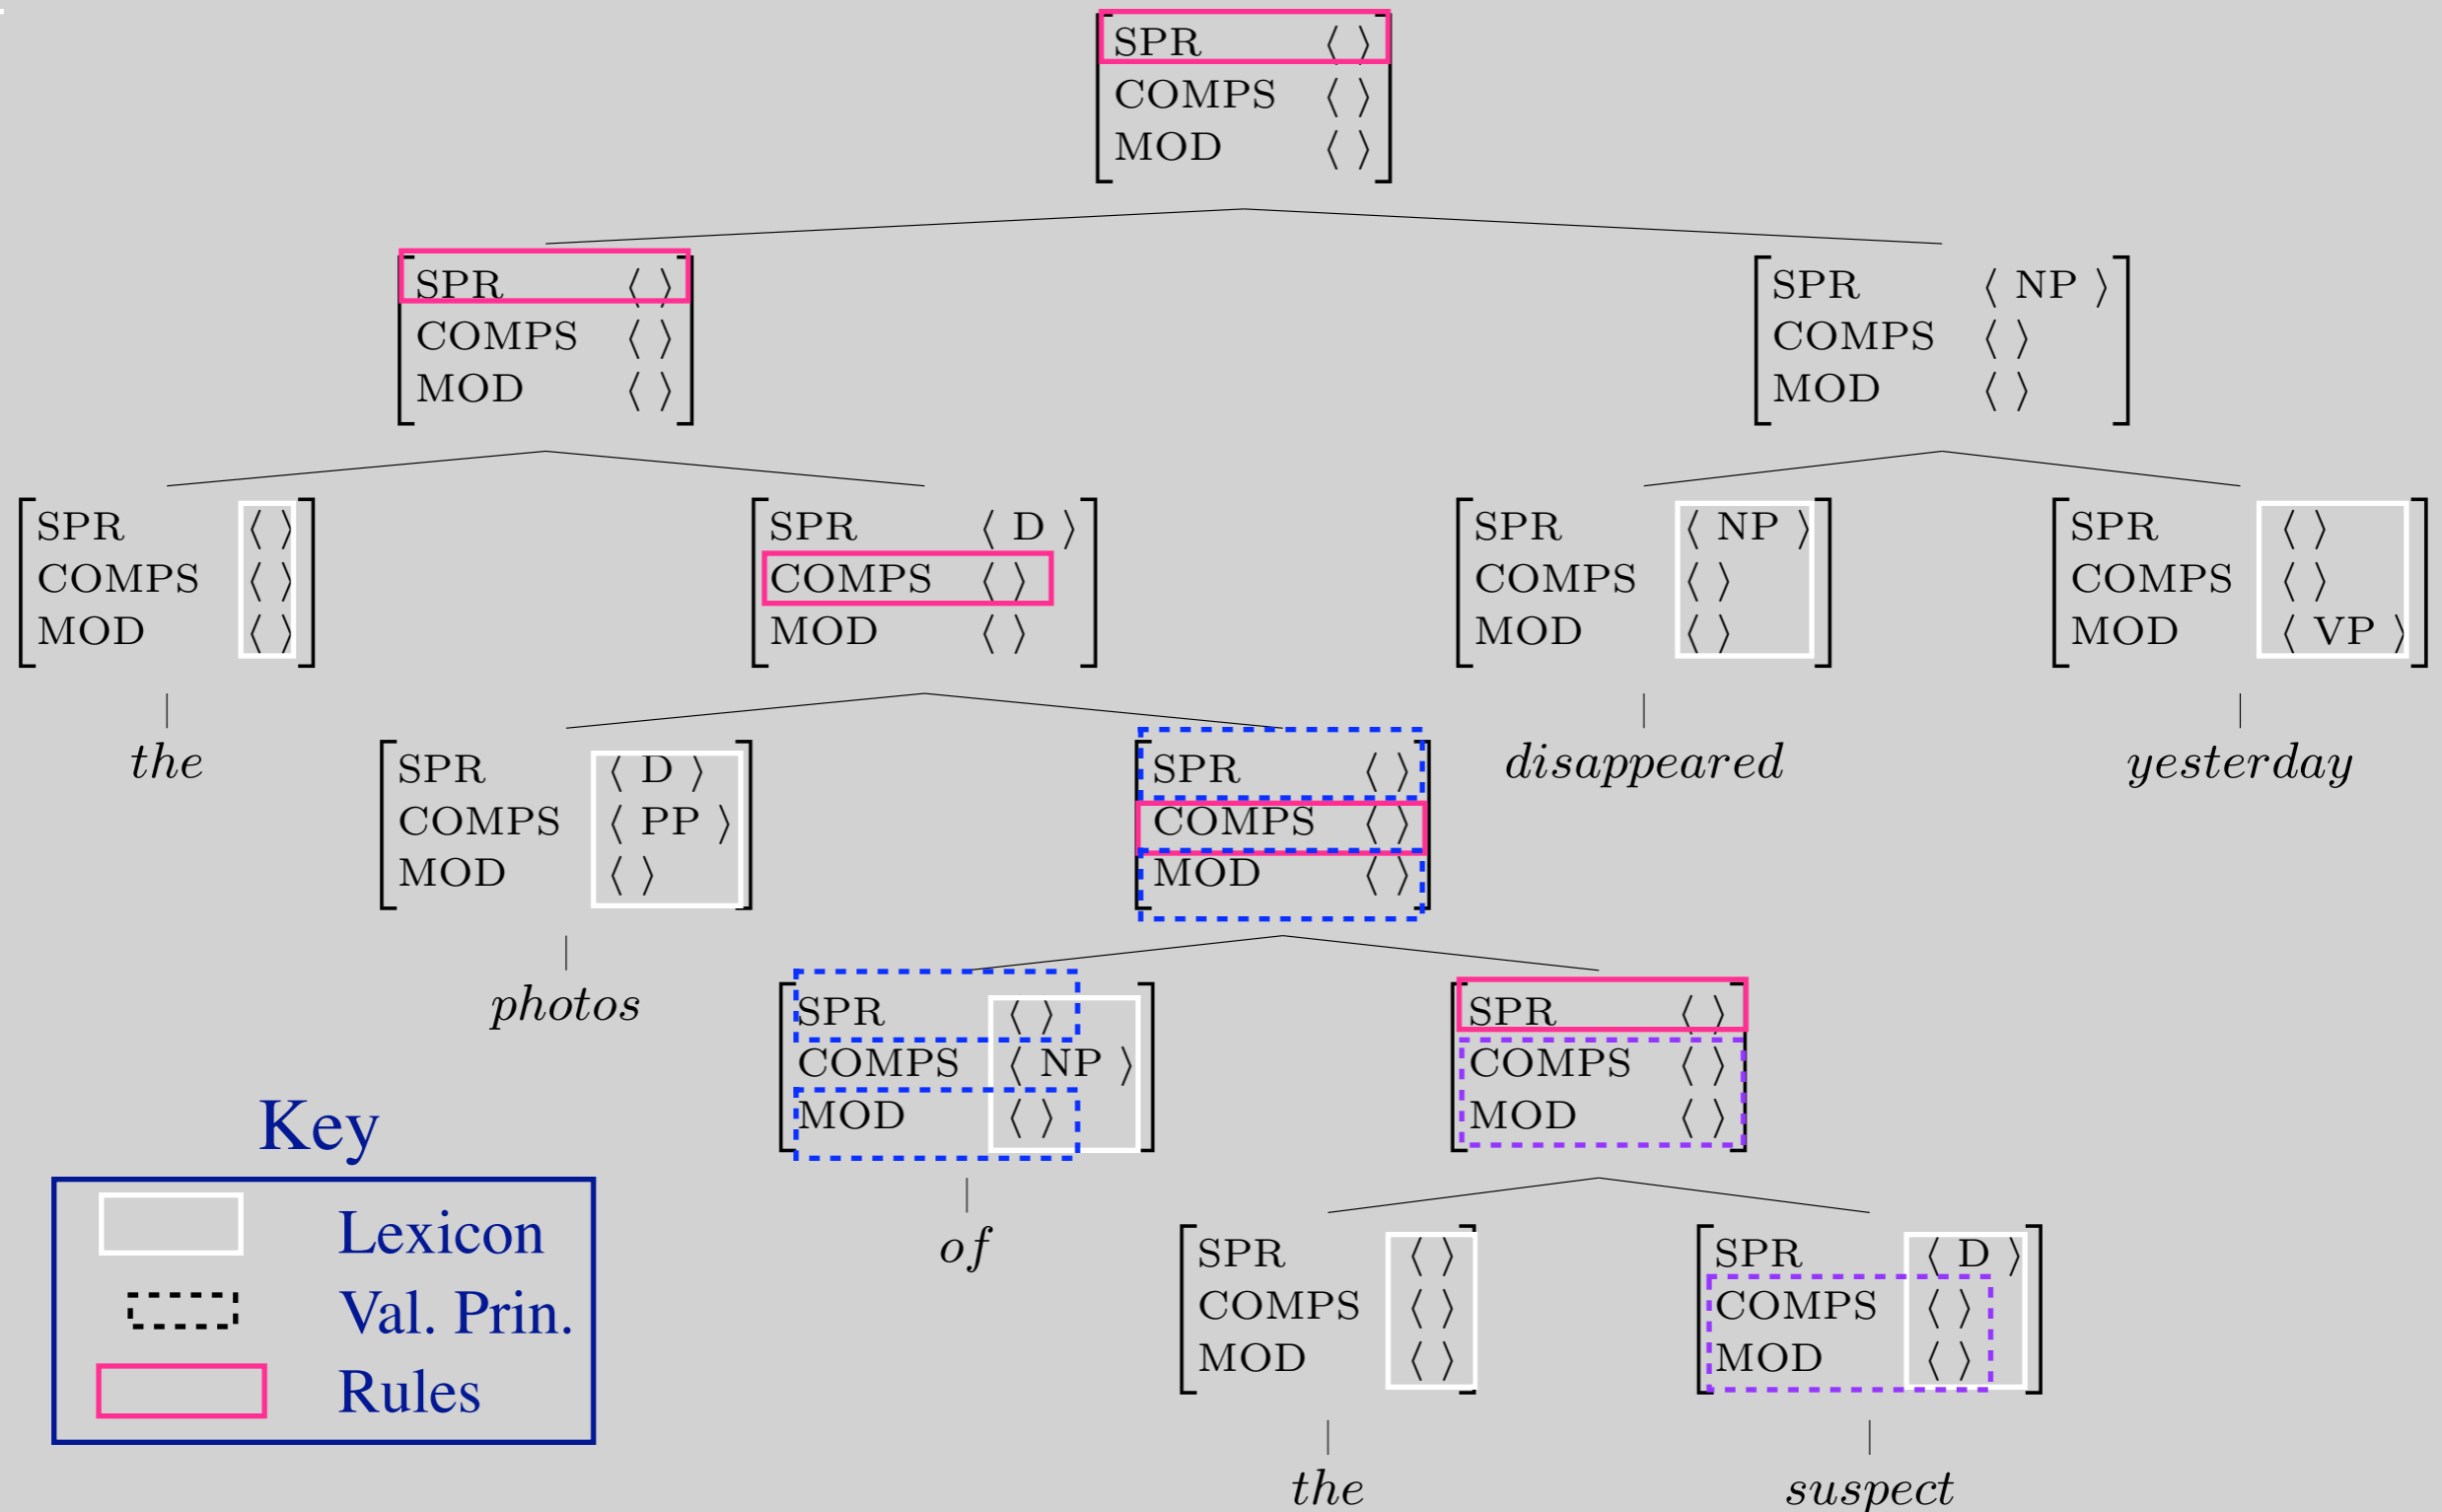 SPR ⟨ ⟩
COMPS ⟨ ⟩
MOD ⟨ ⟩
SPR ⟨ ⟩
COMPS ⟨ ⟩
MOD ⟨ ⟩
SPR ⟨ NP ⟩
COMPS ⟨ ⟩
MOD ⟨ ⟩
SPR ⟨ ⟩
COMPS ⟨ ⟩
MOD ⟨ ⟩
the
SPR ⟨ D ⟩
COMPS ⟨ ⟩
MOD ⟨ ⟩
SPR ⟨ NP ⟩
COMPS ⟨ ⟩
MOD ⟨ ⟩
disappeared
SPR ⟨ ⟩
COMPS ⟨ ⟩
MOD ⟨ VP ⟩
yesterday
SPR ⟨ D ⟩
COMPS ⟨ PP ⟩
MOD ⟨ ⟩
photos
SPR ⟨ ⟩
COMPS ⟨ ⟩
MOD ⟨ ⟩
SPR ⟨ ⟩
COMPS ⟨ NP ⟩
MOD ⟨ ⟩
of
SPR ⟨ ⟩
COMPS ⟨ ⟩
MOD ⟨ ⟩
SPR ⟨ ⟩
COMPS ⟨ ⟩
MOD ⟨ ⟩
the
SPR ⟨ D ⟩
COMPS ⟨ ⟩
MOD ⟨ ⟩
suspect
Key
Lexicon
Val. Prin.
Rules